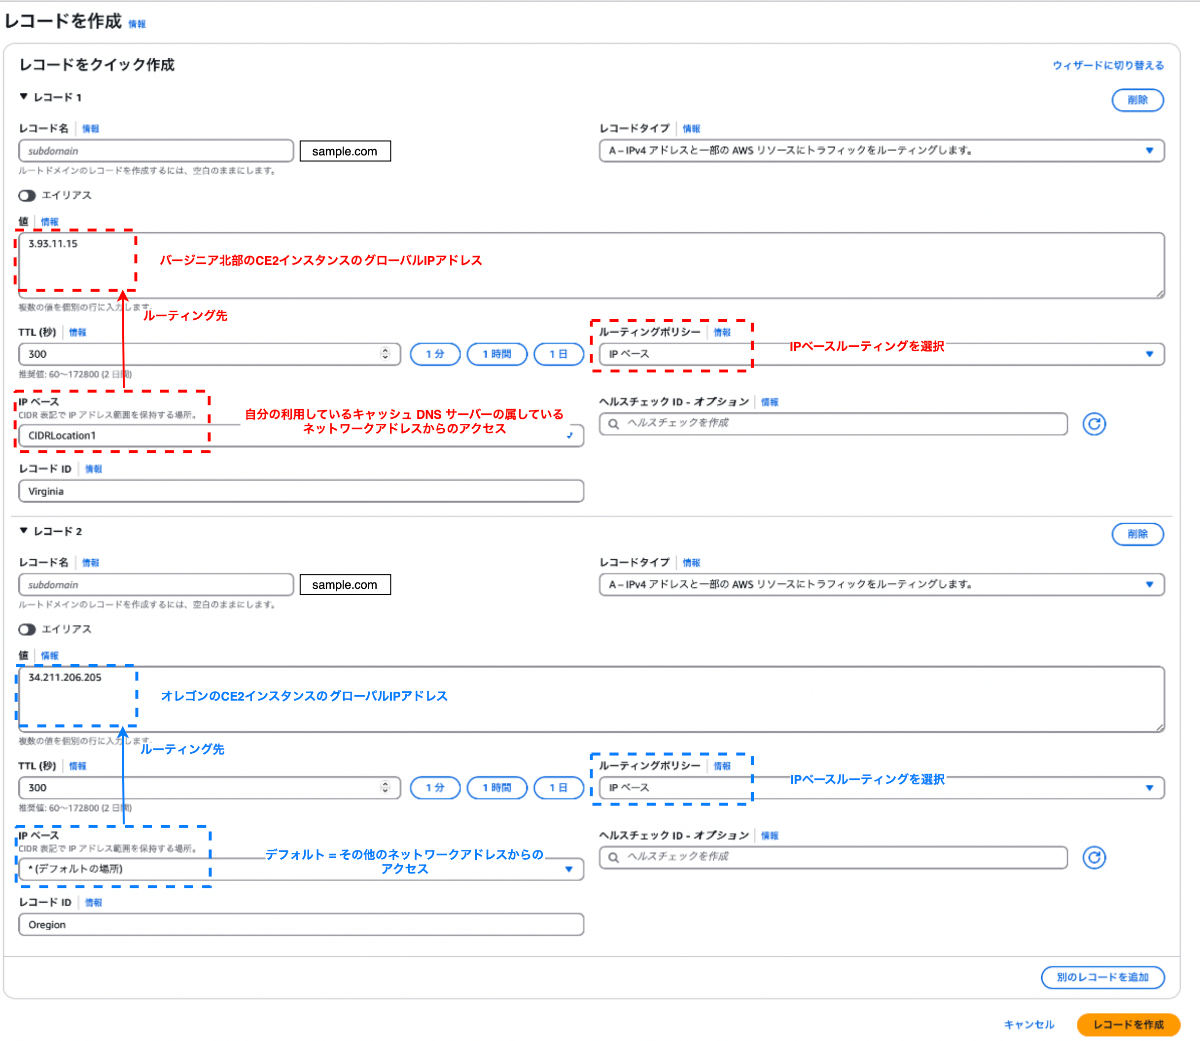 レコードを作成 情報
レコードをクイック作成
ウィザードに切り替える
▼ レコード 1
削除
レコード名 情報
レコードタイプ 情報
subdomain
sample.com
A – IPv4 アドレスと一部の AWS リソースにトラフィックをルーティングします。
ルートドメインのレコードを作成するには、空白のままにします。
エイリアス
値 情報
3.93.11.15
バージニア北部のCE2インスタンスのグローバルIPアドレス
複数の値を個別の行に入力します。
ルーティング先
TTL (秒) 情報
ルーティングポリシー 情報
300
1 分
1 時間
1 日
IP ベース
IPベースルーティングを選択
推奨値: 60〜172800 (2 日間)
IP ベース
CIDR 表記で IP アドレス範囲を保持する場所。
自分の利用しているキャッシュ DNS サーバーの属している
ネットワークアドレスからのアクセス
ヘルスチェック ID - オプション 情報
CIDRLocation1
ヘルスチェックを作成
レコード ID 情報
Virginia
▼ レコード 2
削除
レコード名 情報
レコードタイプ 情報
subdomain
sample.com
A – IPv4 アドレスと一部の AWS リソースにトラフィックをルーティングします。
ルートドメインのレコードを作成するには、空白のままにします。
エイリアス
値 情報
34.211.206.205
オレゴンのCE2インスタンスのグローバルIPアドレス
複数の値を個別の行に入力します。
ルーティング先
TTL (秒) 情報
ルーティングポリシー 情報
300
1 分
1 時間
1 日
IP ベース
IPベースルーティングを選択
推奨値: 60〜172800 (2 日間)
IP ベース
CIDR 表記で IP アドレス範囲を保持する場所。
デフォルト = その他のネットワークアドレスからの
アクセス
ヘルスチェック ID - オプション 情報
* (デフォルトの場所)
ヘルスチェックを作成
レコード ID 情報
Oregion
別のレコードを追加
キャンセル
レコードを作成